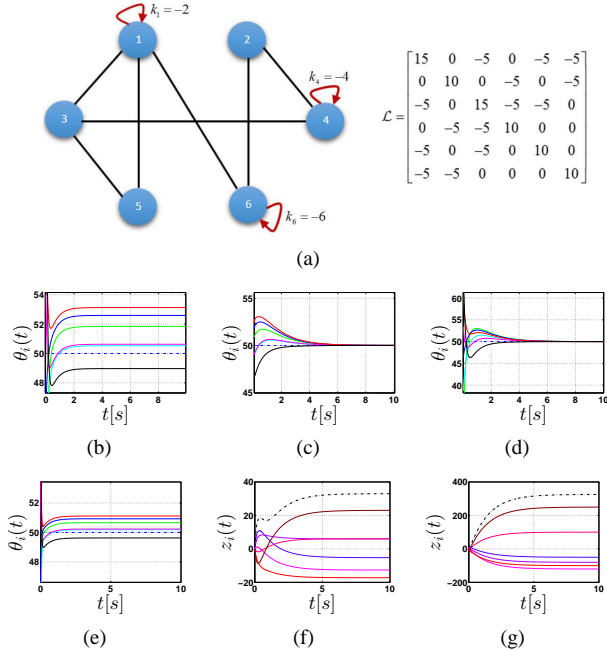 k₁ = −2
1
2
k₄ = −4
3
4
5
6
k₆ = −6
ℒ =
15 0 −5 0 −5 −5
0 10 0 −5 0 −5
−5 0 15 −5 −5 0
0 −5 −5 10 0 0
−5 0 −5 0 10 0
−5 −5 0 0 0 10
(a)
54
52
50
48
0 2 4 6 8
θᵢ(t)
t[s]
(b)
55
50
45
2 4 6 8 10
θᵢ(t)
t[s]
(c)
60
55
50
45
40
2 4 6 8 10
θᵢ(t)
t[s]
(d)
52
50
48
0 5 10
θᵢ(t)
t[s]
(e)
40
20
0
−20
0 5 10
zᵢ(t)
t[s]
(f)
400
200
0
−200
0 5 10
zᵢ(t)
t[s]
(g)